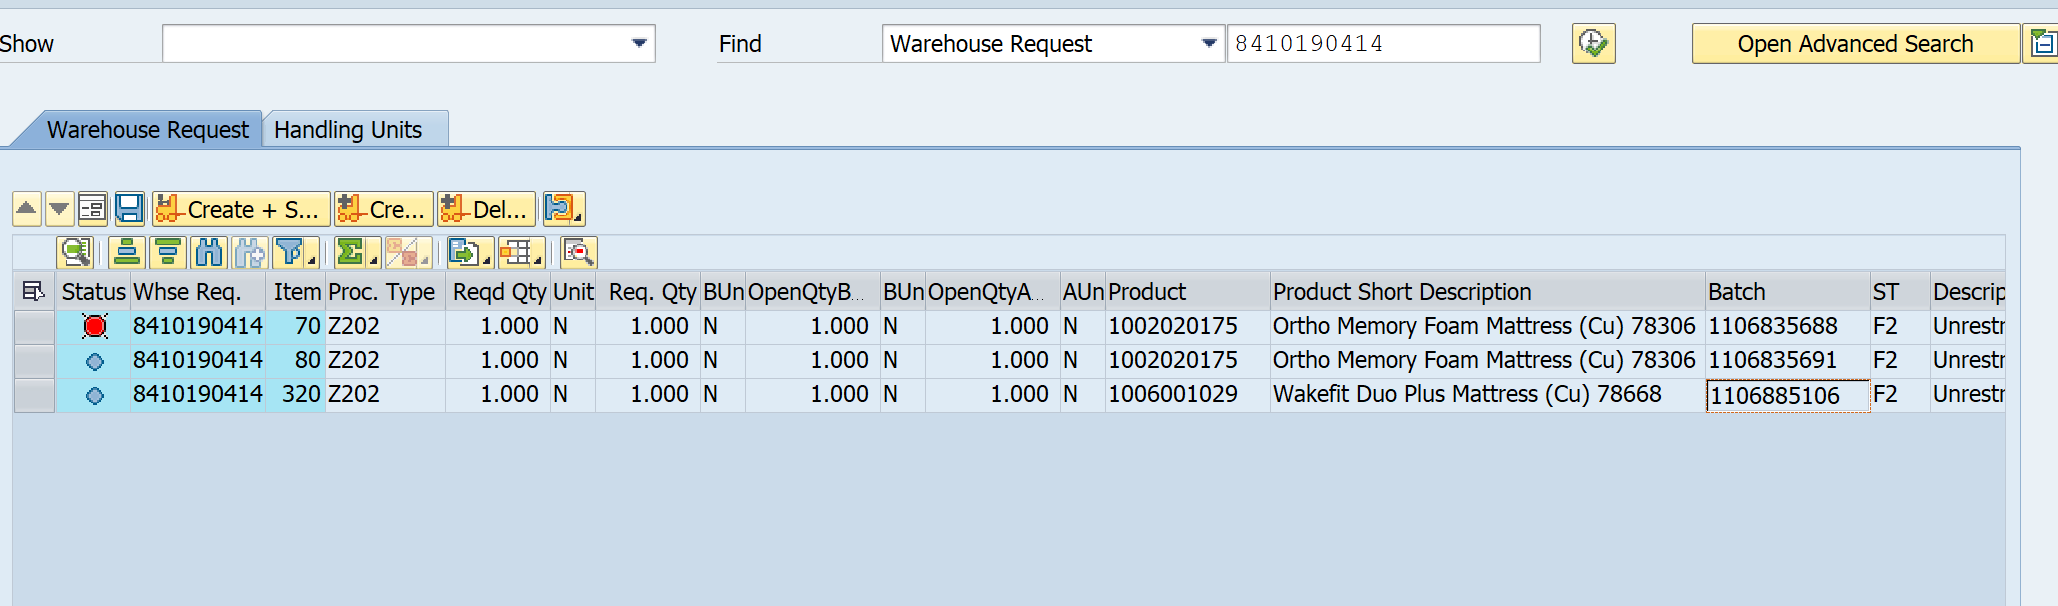 Show Find Warehouse Request 8410190414 Open Advanced Search
Warehouse Request Handling Units
Create + S... Cre... Del...
Status Whse Req. Item Proc. Type Reqd Qty Unit Req. Qty BUn OpenQtyB... BUn OpenQtyA... AUn Product Product Short Description Batch ST Descrip
8410190414 70 Z202 1.000 N 1.000 N 1.000 N 1.000 N 1002020175 Ortho Memory Foam Mattress (Cu) 78306 1106835688 F2 Unrestr
8410190414 80 Z202 1.000 N 1.000 N 1.000 N 1.000 N 1002020175 Ortho Memory Foam Mattress (Cu) 78306 1106835691 F2 Unrestr
8410190414 320 Z202 1.000 N 1.000 N 1.000 N 1.000 N 1006001029 Wakefit Duo Plus Mattress (Cu) 78668 1106885106 F2 Unrestr